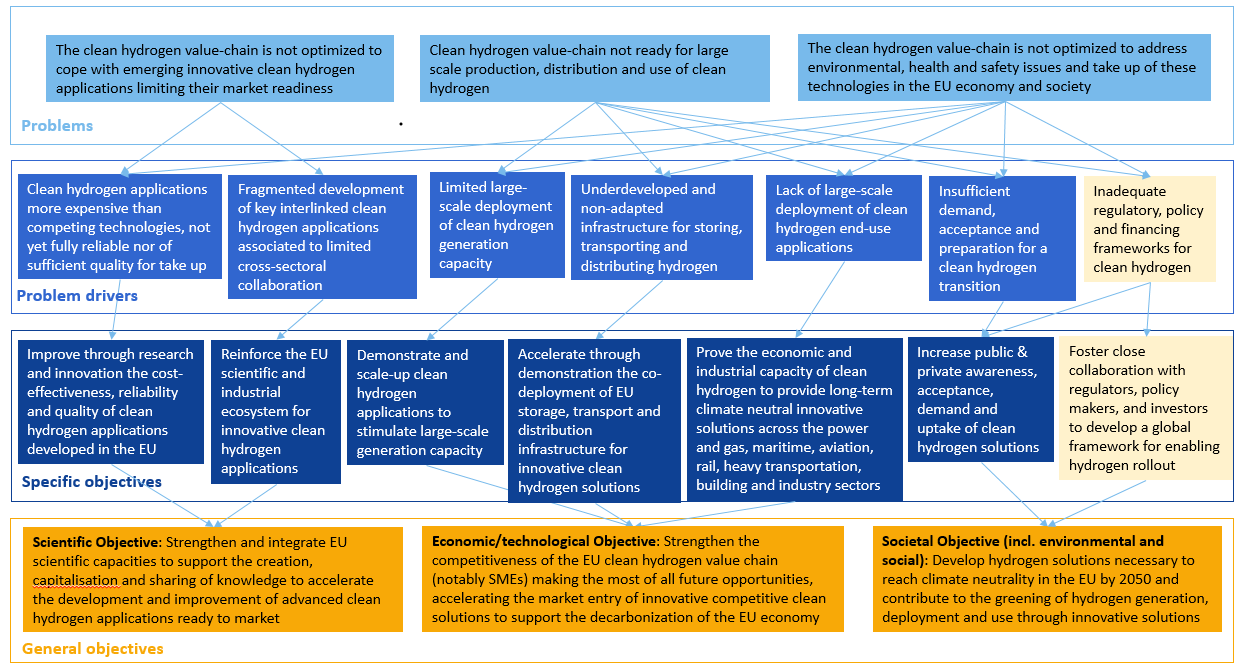 The clean hydrogen value-chain is not optimized to
cope with emerging innovative clean hydrogen
applications limiting their market readiness
Clean hydrogen value-chain not ready for large
scale production, distribution and use of clean
hydrogen
The clean hydrogen value-chain is not optimized to address
environmental, health and safety issues and take up of these
technologies in the EU economy and society
Problems
Clean hydrogen applications
more expensive than
competing technologies, not
yet fully reliable nor of
sufficient quality for take up
Fragmented development
of key interlinked clean
hydrogen applications
associated to limited
cross-sectoral
collaboration
Limited large-
scale deployment
of clean hydrogen
generation
capacity
Underdeveloped and
non-adapted
infrastructure for storing,
transporting and
distributing hydrogen
Lack of large-scale
deployment of clean
hydrogen end-use
applications
Insufficient
demand,
acceptance and
preparation for a
clean hydrogen
transition
Inadequate
regulatory, policy
and financing
frameworks for
clean hydrogen
Problem drivers
Improve through research
and innovation the cost-
effectiveness, reliability
and quality of clean
hydrogen applications
developed in the EU
Reinforce the EU
scientific and
industrial
ecosystem for
innovative clean
hydrogen
applications
Demonstrate and
scale-up clean
hydrogen
applications to
stimulate large-scale
generation capacity
Accelerate through
demonstration the co-
deployment of EU
storage, transport and
distribution
infrastructure for
innovative clean
hydrogen solutions
Prove the economic and
industrial capacity of clean
hydrogen to provide long-term
climate neutral innovative
solutions across the power
and gas, maritime, aviation,
rail, heavy transportation,
building and industry sectors
Increase public &
private awareness,
acceptance,
demand and
uptake of clean
hydrogen solutions
Foster close
collaboration with
regulators, policy
makers, and investors
to develop a global
framework for enabling
hydrogen rollout
Specific objectives
Scientific Objective: Strengthen and integrate EU
scientific capacities to support the creation,
capitalisation and sharing of knowledge to accelerate
the development and improvement of advanced clean
hydrogen applications ready to market
Economic/technological Objective: Strengthen the
competitiveness of the EU clean hydrogen value chain
(notably SMEs) making the most of all future opportunities,
accelerating the market entry of innovative competitive clean
solutions to support the decarbonization of the EU economy
Societal Objective (incl. environmental and
social): Develop hydrogen solutions necessary to
reach climate neutrality in the EU by 2050 and
contribute to the greening of hydrogen generation,
deployment and use through innovative solutions
General objectives